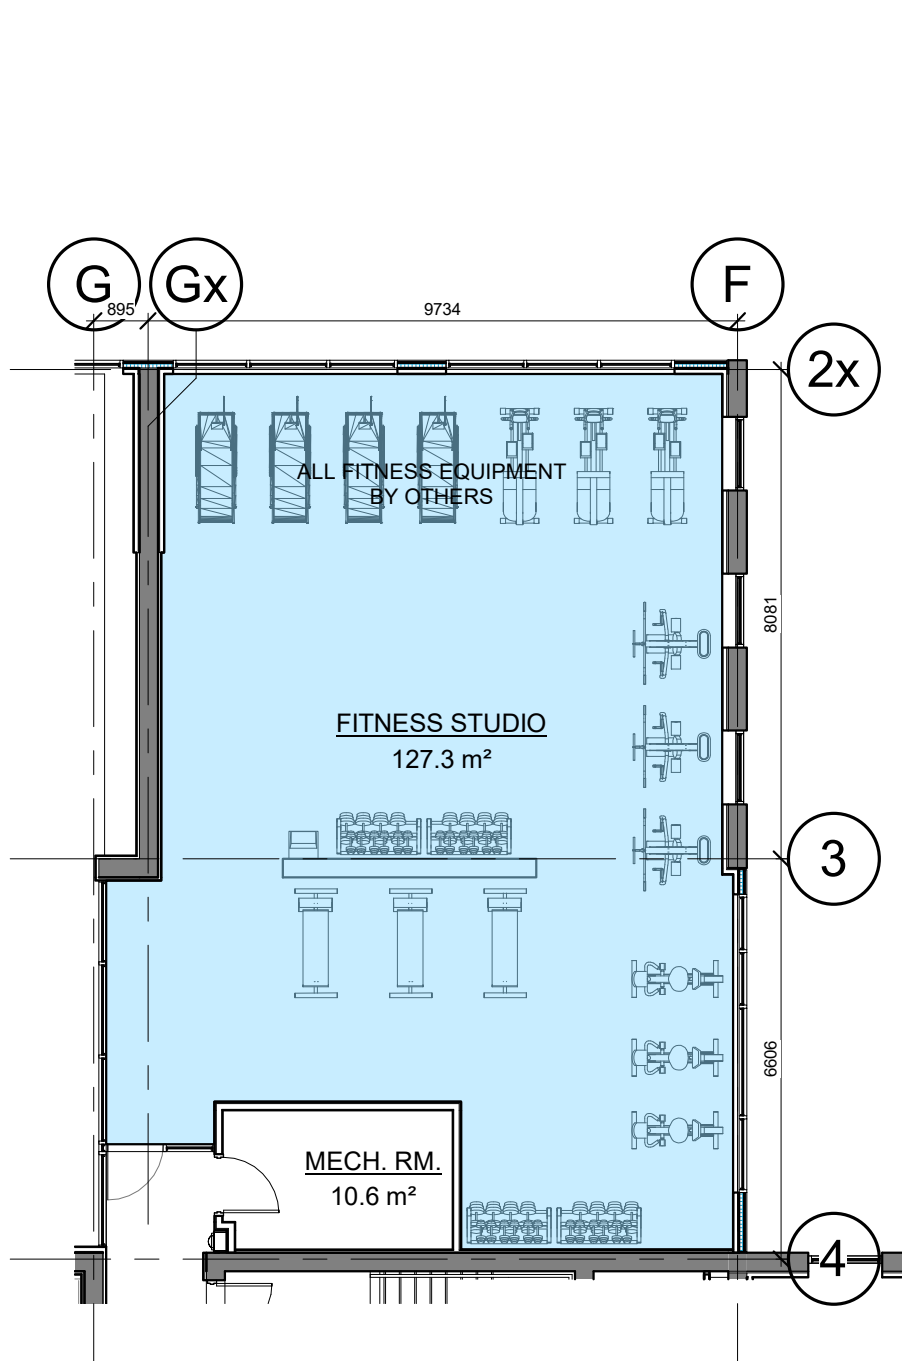 G
Gx
F
895
9734
2x
ALL FITNESS EQUIPMENT
BY OTHERS
8081
FITNESS STUDIO
127.3 m²
3
6606
MECH. RM.
10.6 m²
4